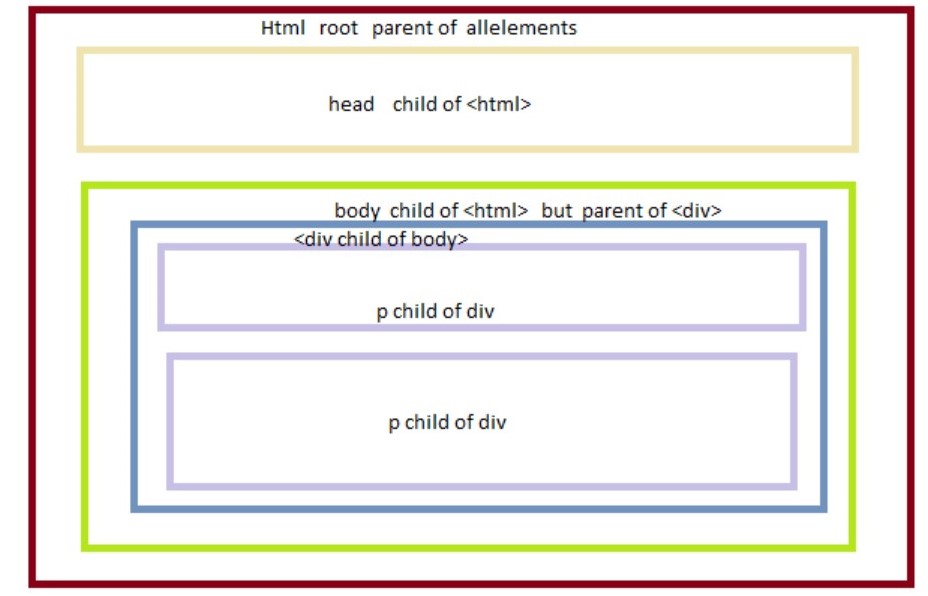 Html root parent of allelements
head child of <html>
body child of <html> but parent of <div>
<div child of body>
p child of div
p child of div